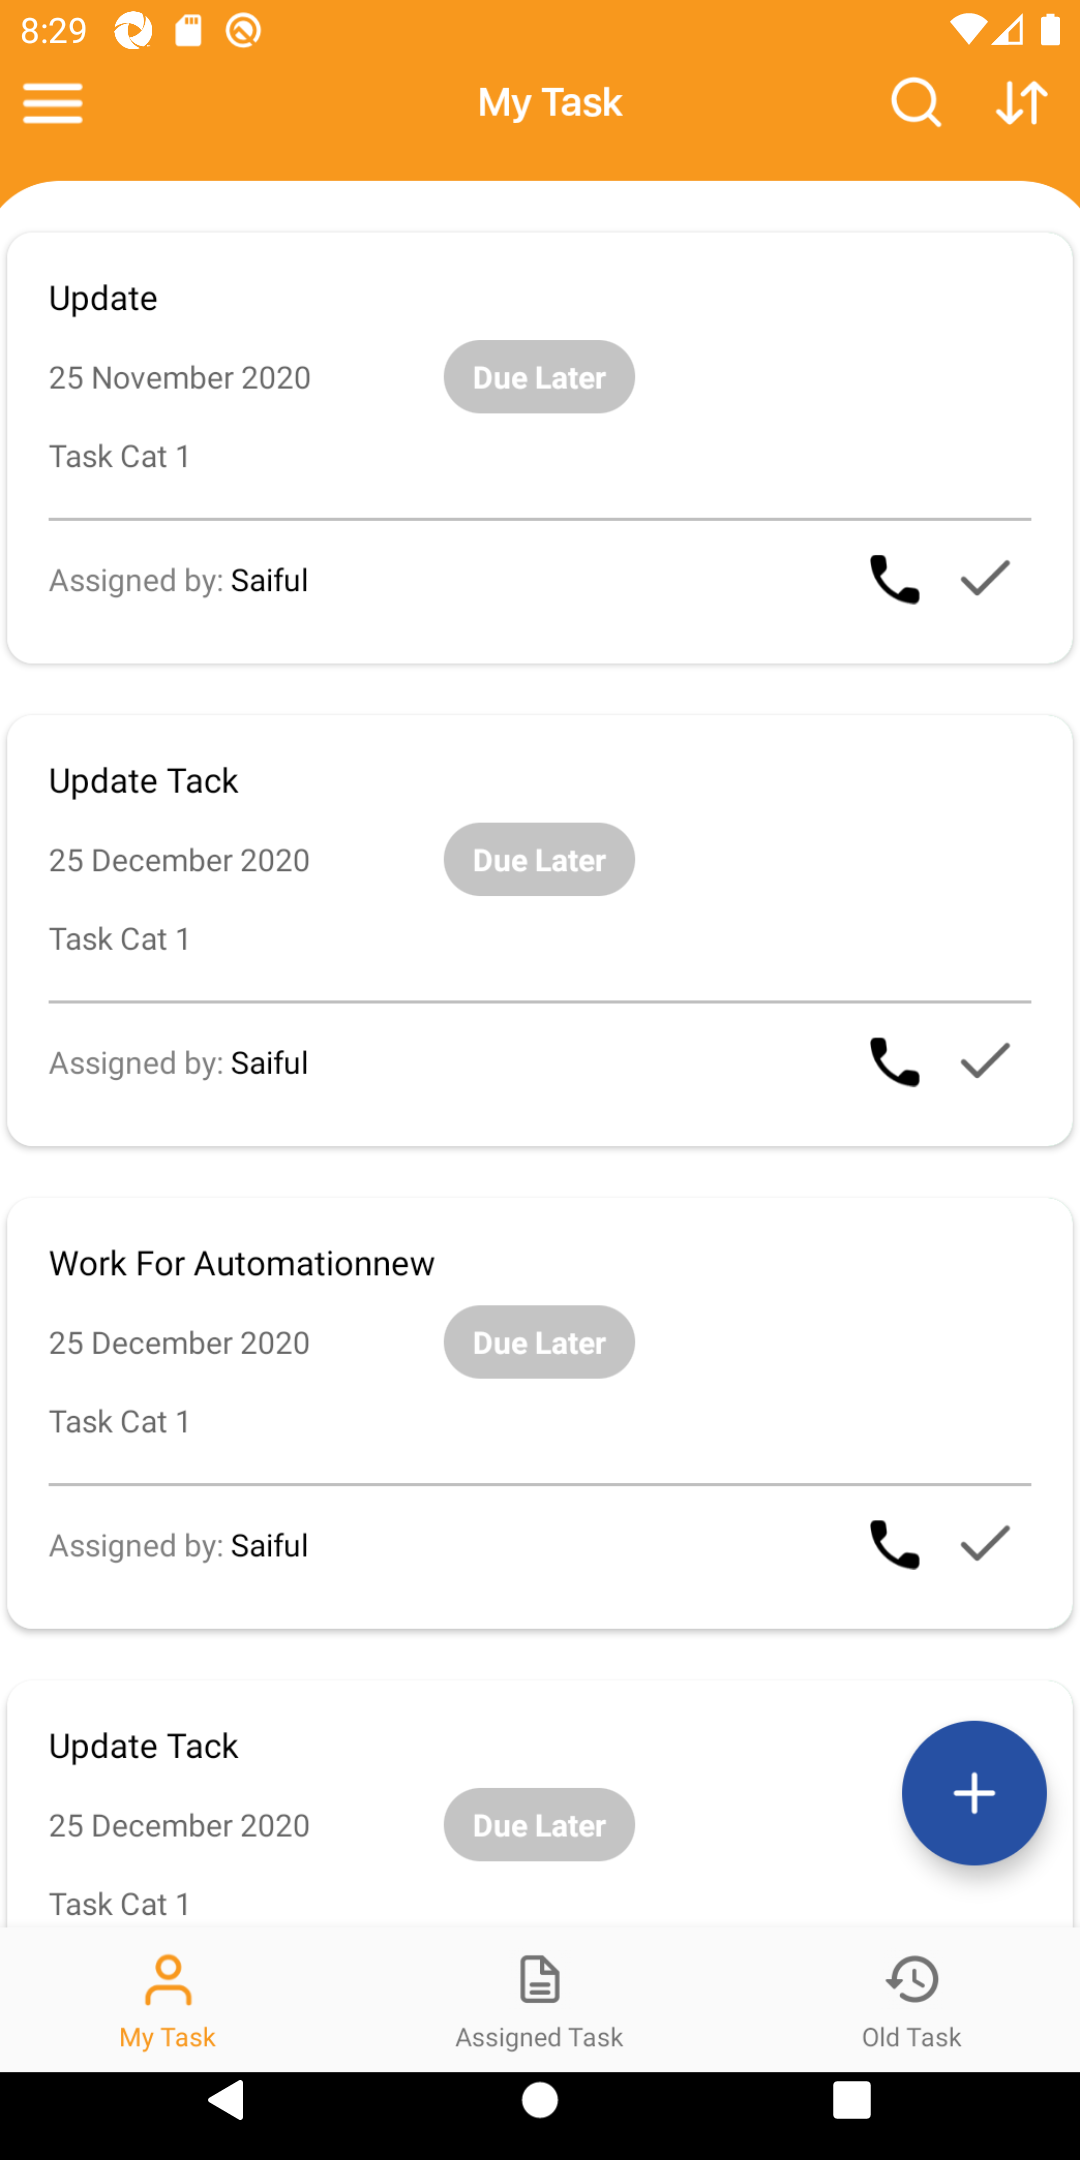 8:29
My Task
Update
25 November 2020 Due Later
Task Cat 1
Assigned by: Saiful
Update Tack
25 December 2020 Due Later
Task Cat 1
Assigned by: Saiful
Work For Automationnew
25 December 2020 Due Later
Task Cat 1
Assigned by: Saiful
Update Tack
25 December 2020 Due Later
Task Cat 1
My Task Assigned Task Old Task